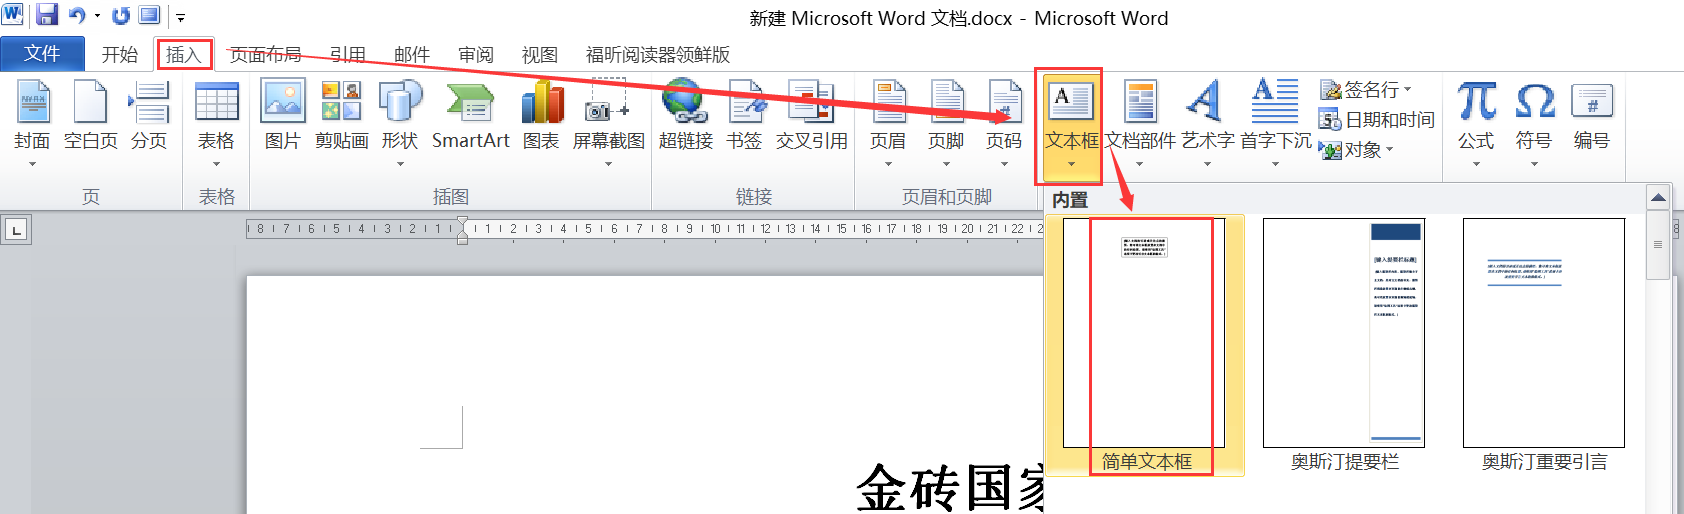 新建 Microsoft Word 文档.docx - Microsoft Word
文件 开始 插入 页面布局 引用 邮件 审阅 视图 福昕阅读器领鲜版
封面 空白页 分页 表格 图片 剪贴画 形状 SmartArt 图表 屏幕截图 超链接 书签 交叉引用 页眉 页脚 页码 文本框 文档部件 艺术字 首字下沉 公式 符号 编号
签名行
日期和时间
对象
页 表格 插图 链接 页眉和页脚
内置
8 7 6 5 4 3 2 1 1 2 3 4 5 6 7 8 9 10 11 12 13 14 15 16 17 18 19 20 21 22 2
[键入提要栏标题]
简单文本框 奥斯汀提要栏 奥斯汀重要引言
金砖国家